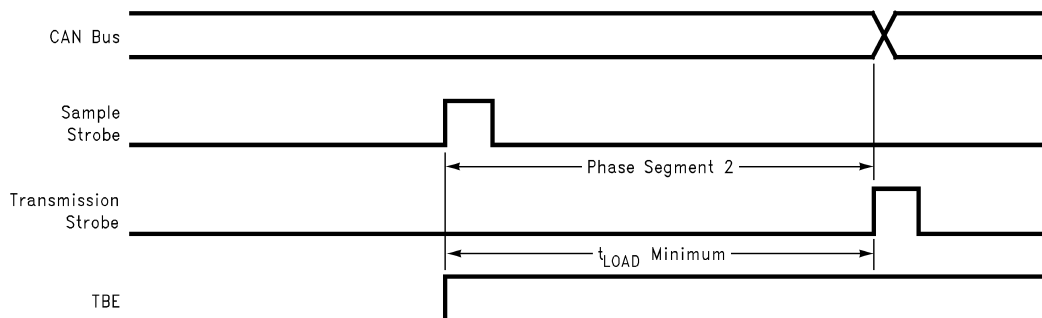 CAN Bus
Sample
Strobe
Phase Segment 2
Transmission
Strobe
tLOAD Minimum
TBE